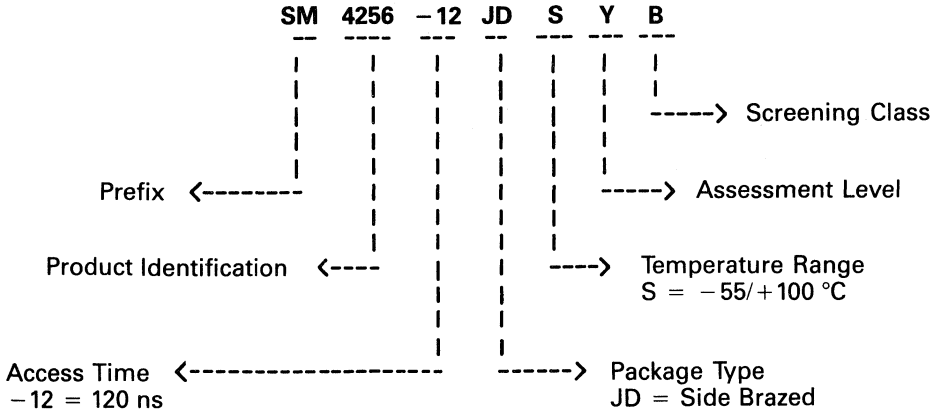 SM 4256 -12 JD S Y B
Screening Class
Prefix
Assessment Level
Product Identification
Temperature Range
S = -55/+100 °C
Access Time
-12 = 120 ns
Package Type
JD = Side Brazed